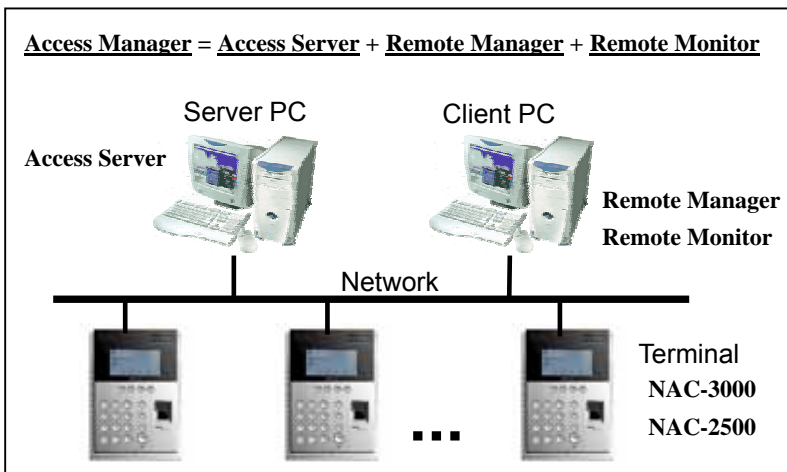 Access Manager = Access Server + Remote Manager + Remote Monitor
Server PC
Client PC
Access Server
Remote Manager
Remote Monitor
Network
Terminal
NAC-3000
NAC-2500
...